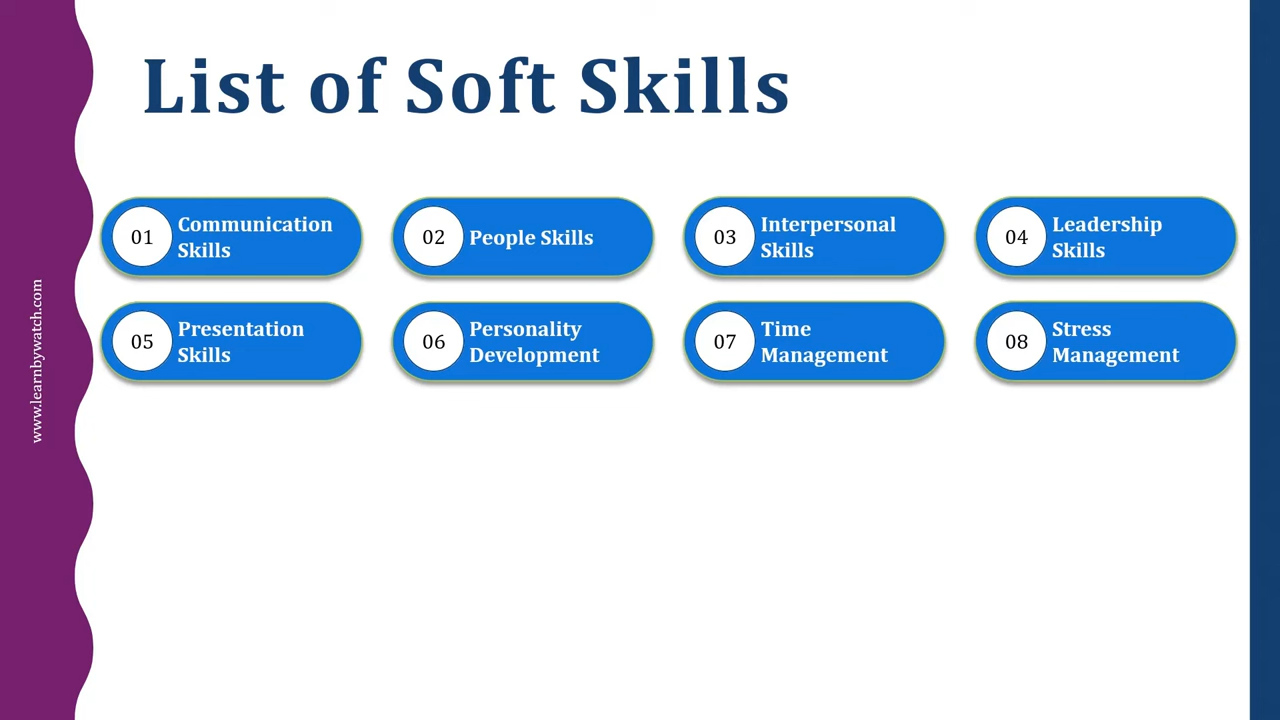 List of Soft Skills
01
Communication
Skills
02
People Skills
03
Interpersonal
Skills
04
Leadership
Skills
05
Presentation
Skills
06
Personality
Development
07
Time
Management
08
Stress
Management
www.learnbywatch.com